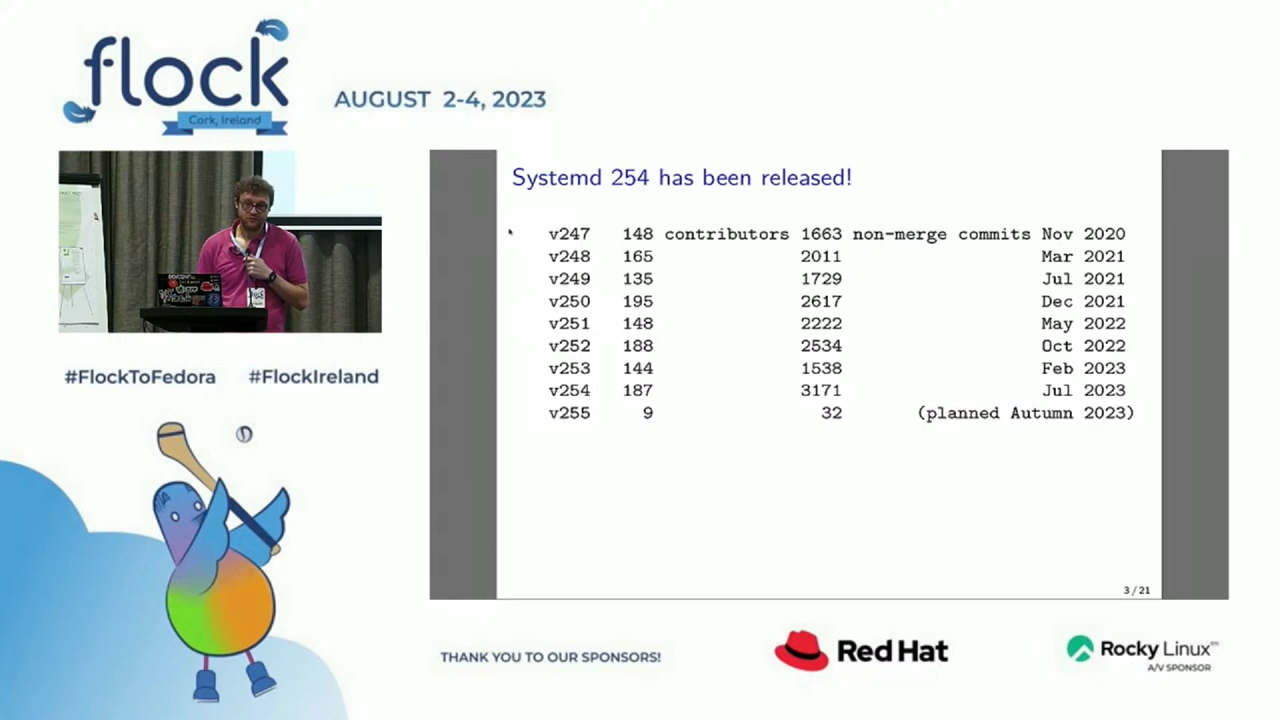 flock
Cork, Ireland
AUGUST 2-4, 2023
#FlockToFedora #FlockIreland
Systemd 254 has been released!
v247 148 contributors 1663 non-merge commits Nov 2020
v248 165 2011 Mar 2021
v249 135 1729 Jul 2021
v250 195 2617 Dec 2021
v251 148 2222 May 2022
v252 188 2534 Oct 2022
v253 144 1538 Feb 2023
v254 187 3171 Jul 2023
v255 9 32 (planned Autumn 2023)
3 / 21
THANK YOU TO OUR SPONSORS!
Red Hat
Rocky Linux™
A/V SPONSOR